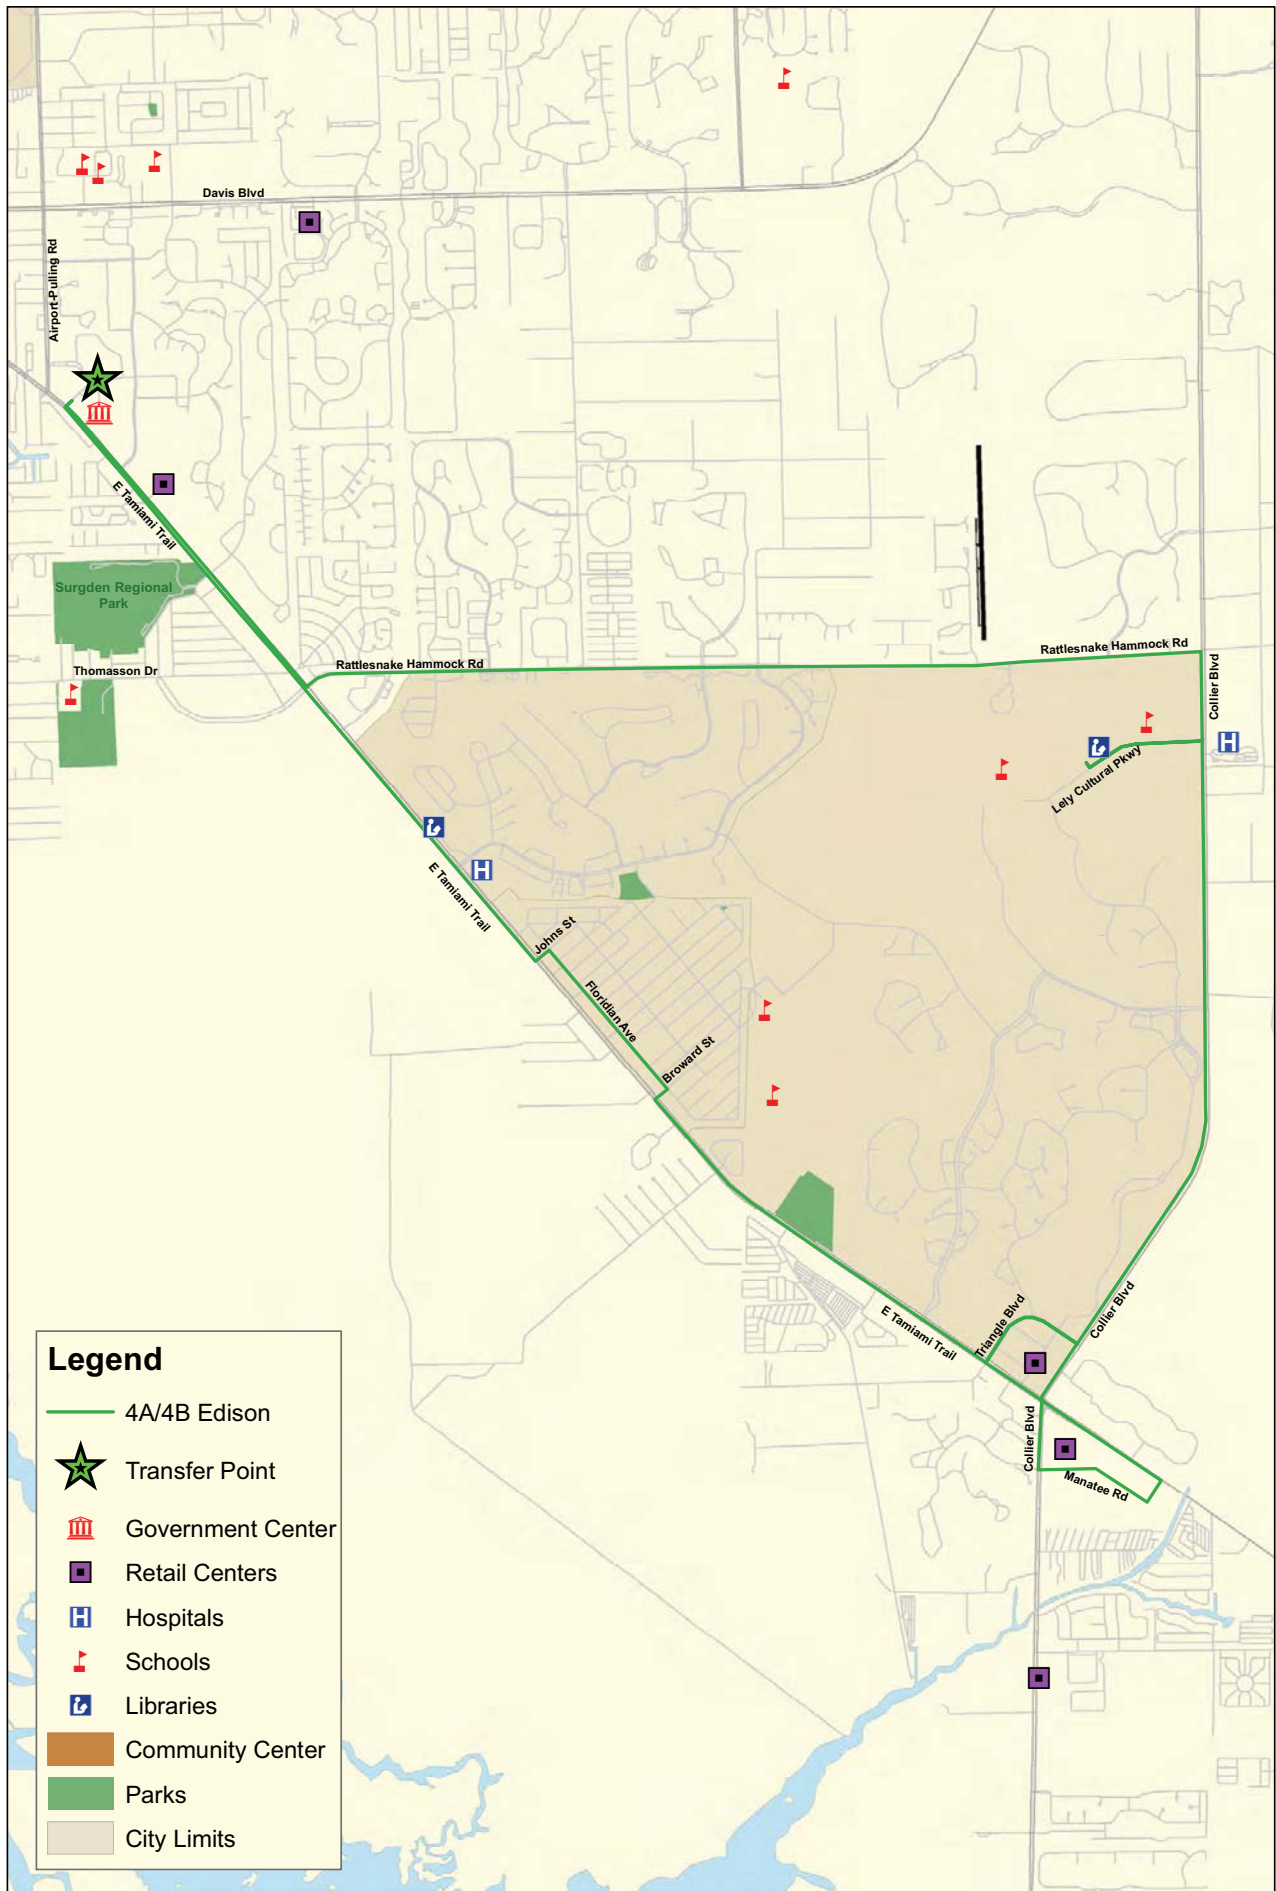 Davis Blvd
Airport-Pulling Rd
E Tamiami Trail
Surgden Regional
Park
Thomasson Dr
Rattlesnake Hammock Rd
Rattlesnake Hammock Rd
Collier Blvd
H
Lely Cultural Pkwy
H
E Tamiami Trail
Johns St
Floridian Ave
Broward St
E Tamiami Trail
Triangle Blvd
Collier Blvd
Collier Blvd
Manatee Rd
Legend
4A/4B Edison
Transfer Point
Government Center
Retail Centers
H Hospitals
Schools
Libraries
Community Center
Parks
City Limits